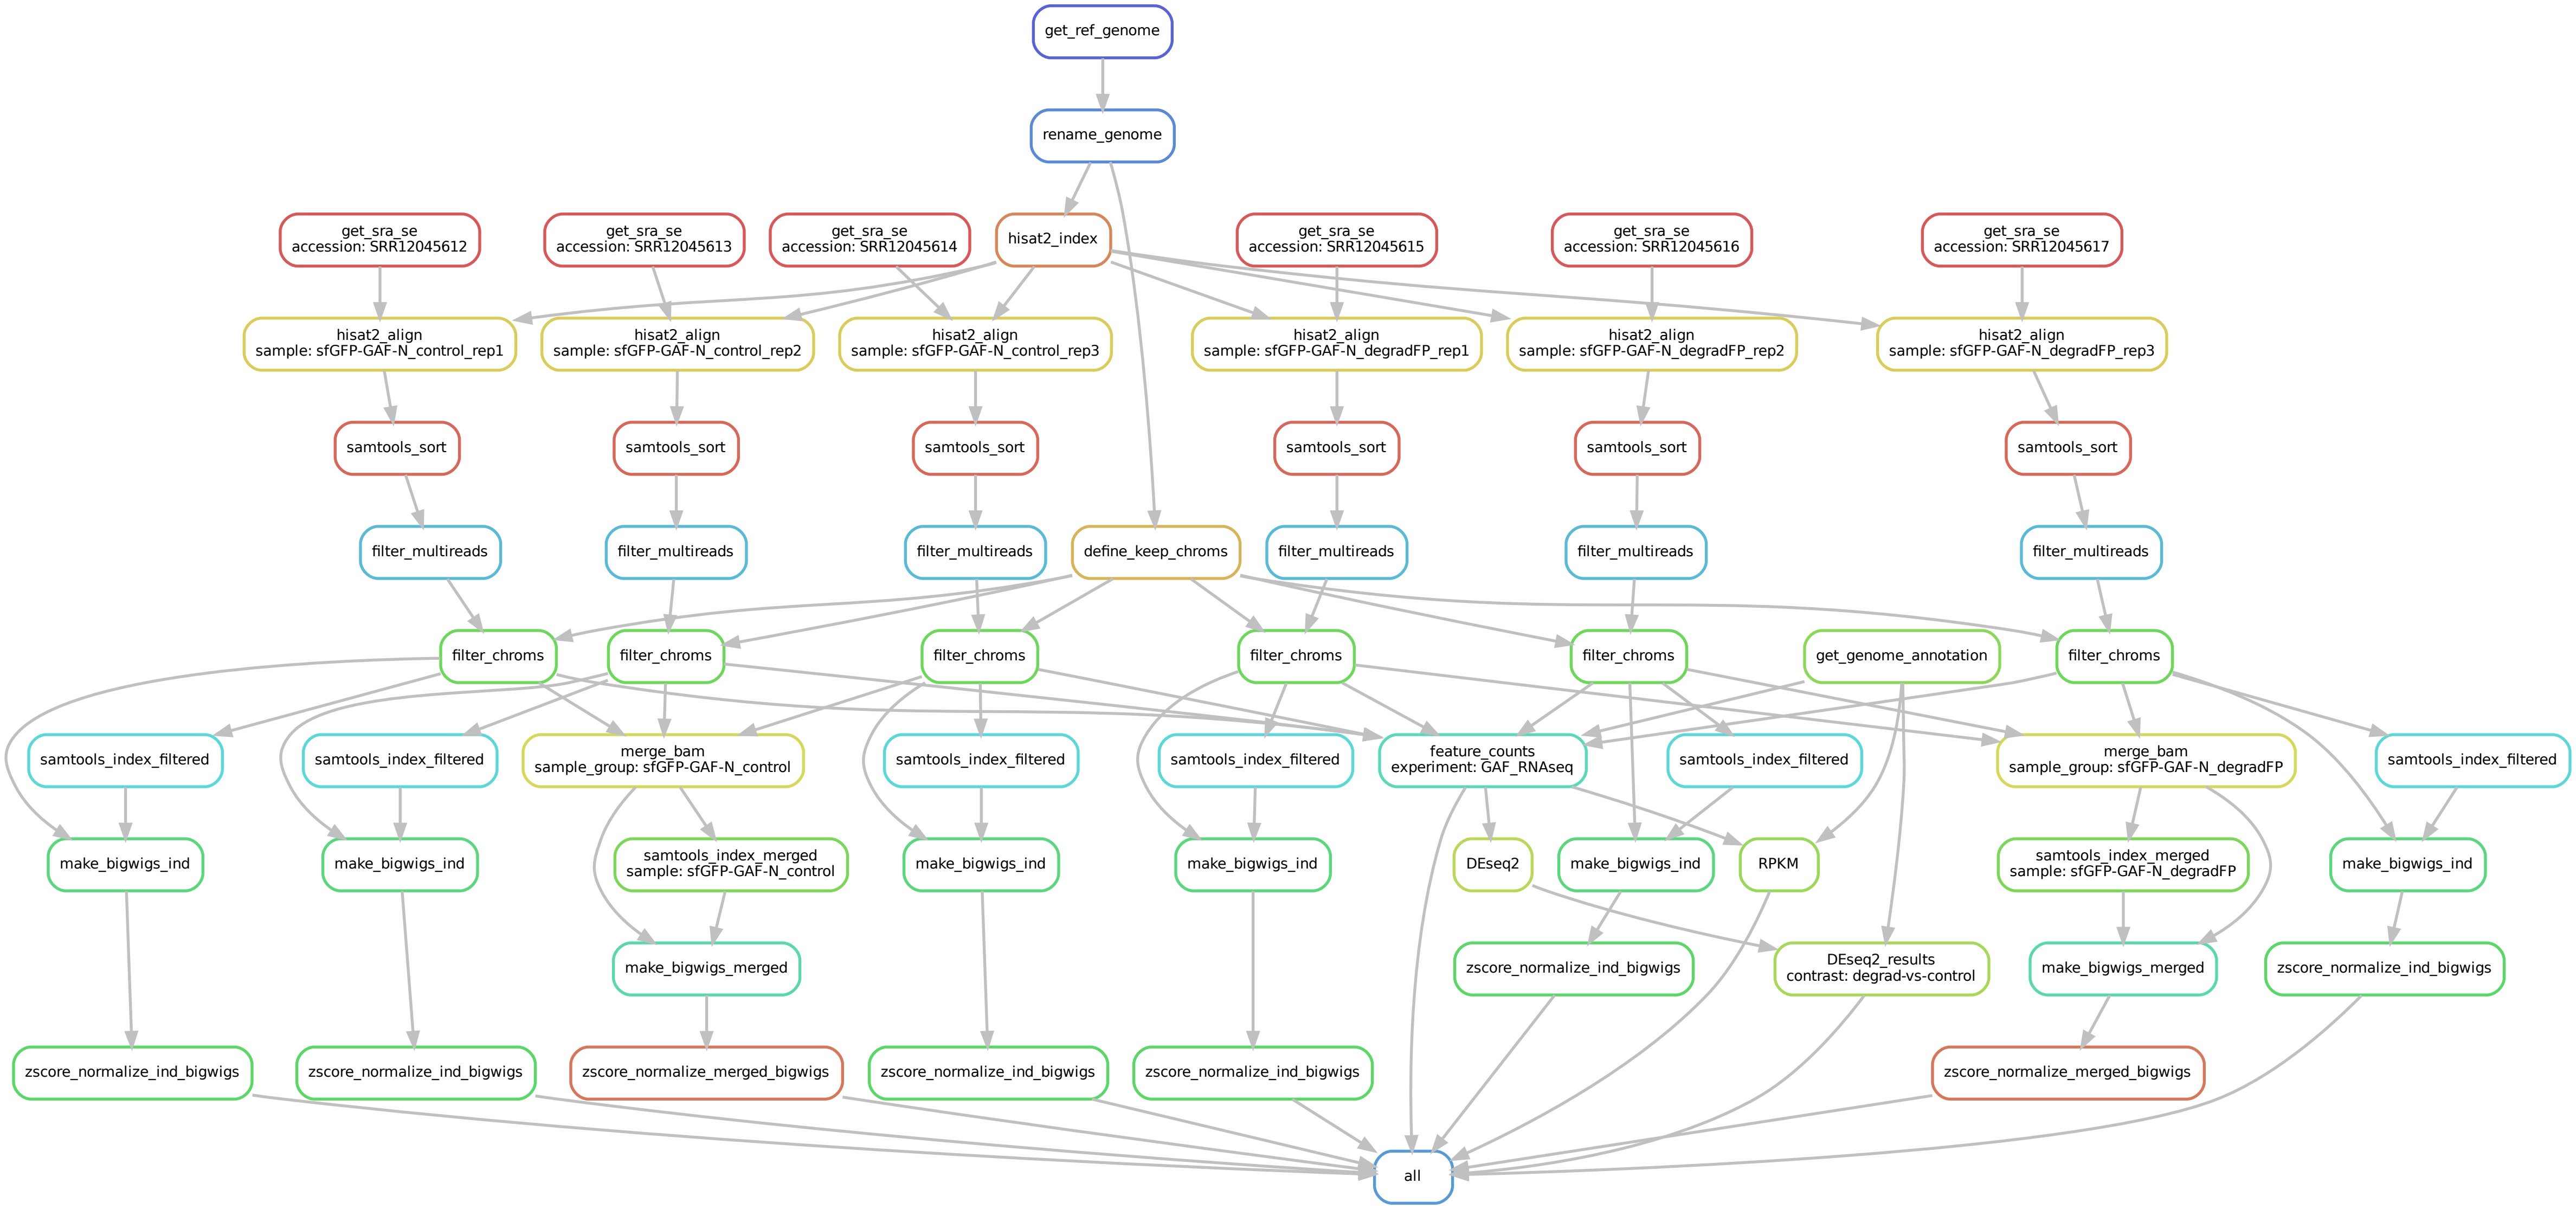 get_ref_genome
rename_genome
get_sra_se
accession: SRR12045612
get_sra_se
accession: SRR12045613
get_sra_se
accession: SRR12045614
hisat2_index
get_sra_se
accession: SRR12045615
get_sra_se
accession: SRR12045616
get_sra_se
accession: SRR12045617
hisat2_align
sample: sfGFP-GAF-N_control_rep1
hisat2_align
sample: sfGFP-GAF-N_control_rep2
hisat2_align
sample: sfGFP-GAF-N_control_rep3
hisat2_align
sample: sfGFP-GAF-N_degradFP_rep1
hisat2_align
sample: sfGFP-GAF-N_degradFP_rep2
hisat2_align
sample: sfGFP-GAF-N_degradFP_rep3
samtools_sort
samtools_sort
samtools_sort
samtools_sort
samtools_sort
samtools_sort
filter_multireads
filter_multireads
filter_multireads
define_keep_chroms
filter_multireads
filter_multireads
filter_multireads
filter_chroms
filter_chroms
filter_chroms
filter_chroms
filter_chroms
get_genome_annotation
filter_chroms
samtools_index_filtered
samtools_index_filtered
merge_bam
sample_group: sfGFP-GAF-N_control
samtools_index_filtered
samtools_index_filtered
feature_counts
experiment: GAF_RNAseq
samtools_index_filtered
merge_bam
sample_group: sfGFP-GAF-N_degradFP
samtools_index_filtered
make_bigwigs_ind
make_bigwigs_ind
samtools_index_merged
sample: sfGFP-GAF-N_control
make_bigwigs_ind
make_bigwigs_ind
DEseq2
make_bigwigs_ind
RPKM
samtools_index_merged
sample: sfGFP-GAF-N_degradFP
make_bigwigs_ind
make_bigwigs_merged
zscore_normalize_ind_bigwigs
DEseq2_results
contrast: degrad-vs-control
make_bigwigs_merged
zscore_normalize_ind_bigwigs
zscore_normalize_ind_bigwigs
zscore_normalize_ind_bigwigs
zscore_normalize_merged_bigwigs
zscore_normalize_ind_bigwigs
zscore_normalize_ind_bigwigs
zscore_normalize_merged_bigwigs
all